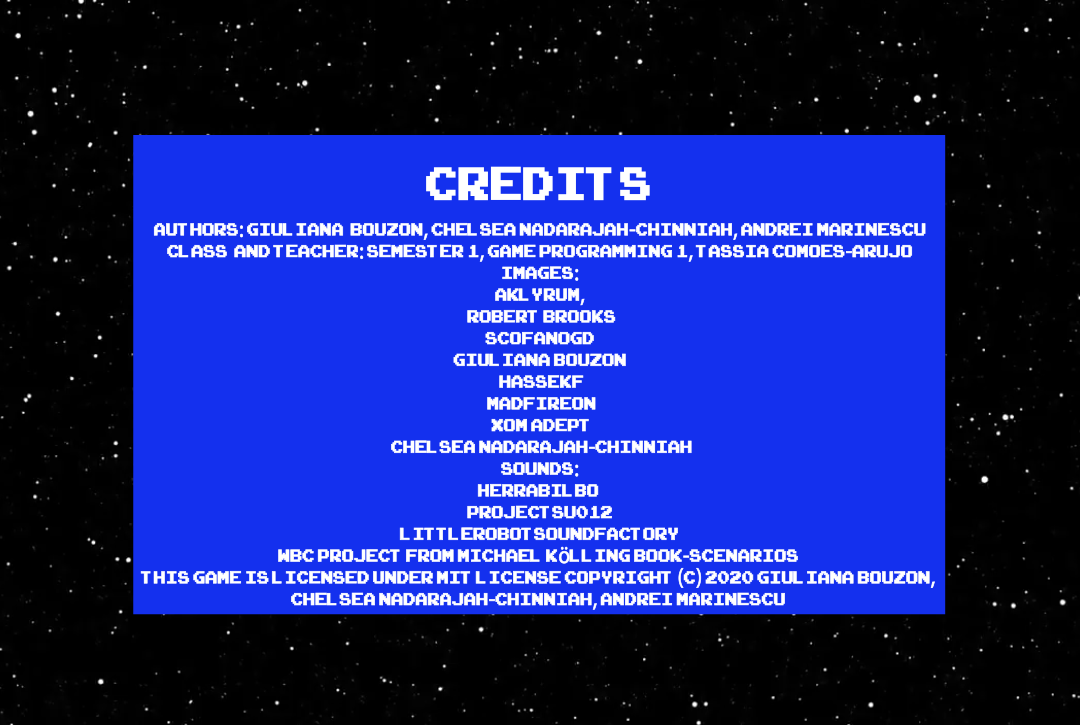 CREDITS
AUTHORS: GIULIANA BOUZON, CHELSEA NADARAJAH-CHINNIAH, ANDREI MARINESCU
CLASS AND TEACHER: SEMESTER 1, GAME PROGRAMMING 1, TASSIA COMOES-ARUJO
IMAGES:
AKLYRUM,
ROBERT BROOKS
SCOFANOGD
GIULIANA BOUZON
HASSEKF
MADFIREON
XOM ADEPT
CHELSEA NADARAJAH-CHINNIAH
SOUNDS:
HERRABILBO
PROJECTSU012
LITTLEROBOTSOUNDFACTORY
WBC PROJECT FROM MICHAEL KÖLLING BOOK-SCENARIOS
THIS GAME IS LICENSED UNDER MIT LICENSE COPYRIGHT (C) 2020 GIULIANA BOUZON,
CHELSEA NADARAJAH-CHINNIAH, ANDREI MARINESCU